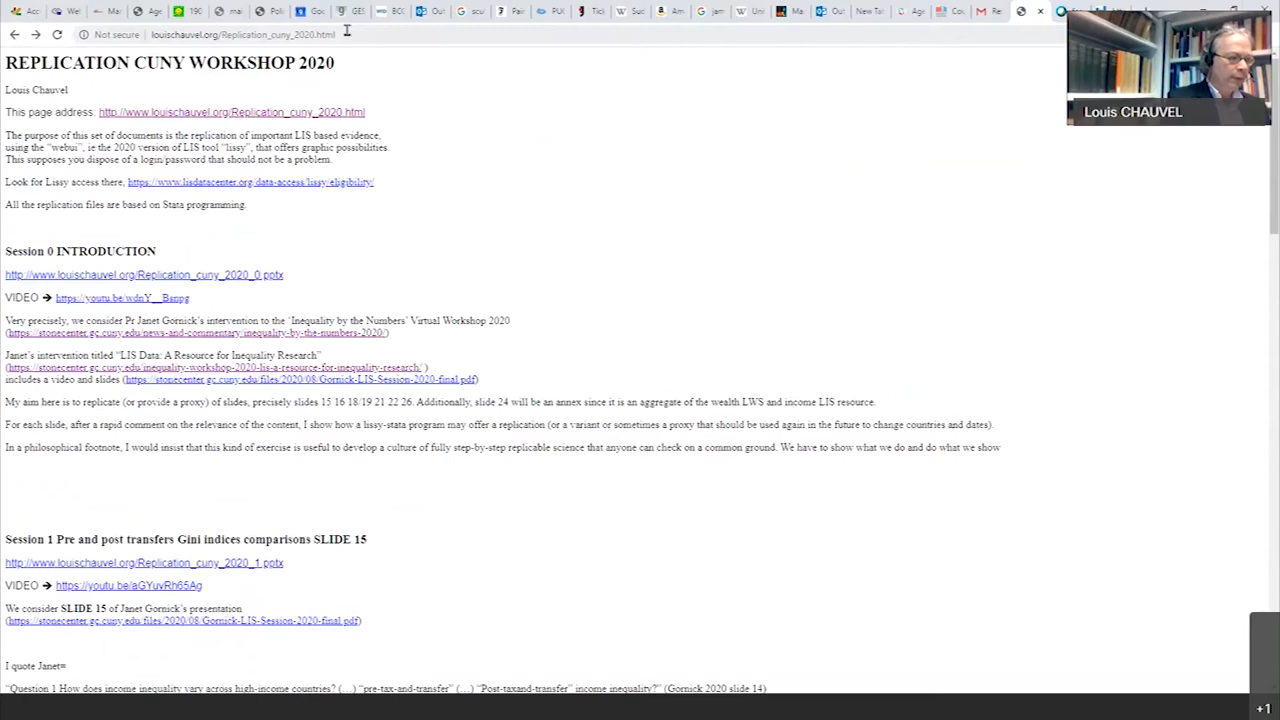 Not secure louischauvel.org/Replication_cuny_2020.html
REPLICATION CUNY WORKSHOP 2020
Louis CHAUVEL
Louis Chauvel
This page address: http://www.louischauvel.org/Replication_cuny_2020.html
The purpose of this set of documents is the replication of important LIS based evidence,
using the “webui”, ie the 2020 version of LIS tool “lissy”, that offers graphic possibilities.
This supposes you dispose of a login/password that should not be a problem.
Look for Lissy access there, https://www.lisdatacenter.org/data-access/lissy/eligibility/
All the replication files are based on Stata programming.
Session 0 INTRODUCTION
http://www.louischauvel.org/Replication_cuny_2020_0.pptx
VIDEO ➔ https://youtu.be/wdnY__Bsnpg
Very precisely, we consider Pr Janet Gornick’s intervention to the ‘Inequality by the Numbers’ Virtual Workshop 2020
(https://stonecenter.gc.cuny.edu/news-and-commentary/inequality-by-the-numbers-2020/)
Janet’s intervention titled “LIS Data: A Resource for Inequality Research”
(https://stonecenter.gc.cuny.edu/inequality-workshop-2020-lis-a-resource-for-inequality-research/ )
includes a video and slides (https://stonecenter.gc.cuny.edu/files/2020/08/Gornick-LIS-Session-2020-final.pdf)
My aim here is to replicate (or provide a proxy) of slides, precisely slides 15 16 18/19 21 22 26. Additionally, slide 24 will be an annex since it is an aggregate of the wealth LWS and income LIS resource.
For each slide, after a rapid comment on the relevance of the content, I show how a lissy-stata program may offer a replication (or a variant or sometimes a proxy that should be used again in the future to change countries and dates).
In a philosophical footnote, I would insist that this kind of exercise is useful to develop a culture of fully step-by-step replicable science that anyone can check on a common ground. We have to show what we do and do what we show
Session 1 Pre and post transfers Gini indices comparisons SLIDE 15
http://www.louischauvel.org/Replication_cuny_2020_1.pptx
VIDEO ➔ https://youtu.be/aGYuvRh65Ag
We consider SLIDE 15 of Janet Gornick’s presentation
(https://stonecenter.gc.cuny.edu/files/2020/08/Gornick-LIS-Session-2020-final.pdf)
I quote Janet=
“Question 1 How does income inequality vary across high-income countries? (…) “pre-tax-and-transfer” (…) “Post-taxand-transfer” income inequality?” (Gornick 2020 slide 14)
+1